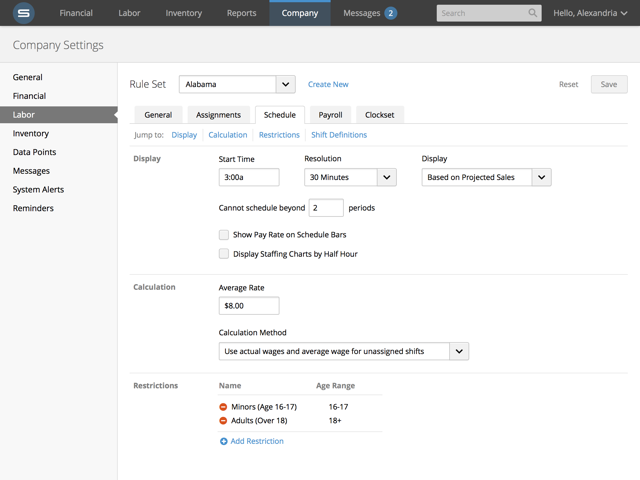 S Financial Labor Inventory Reports Company Messages 2 Search Hello, Alexandria
Company Settings
General
Financial
Labor
Inventory
Data Points
Messages
System Alerts
Reminders
Rule Set Alabama Create New Reset Save
General Assignments Schedule Payroll Clockset
Jump to: Display Calculation Restrictions Shift Definitions
Display
Start Time Resolution Display
3:00a 30 Minutes Based on Projected Sales
Cannot schedule beyond 2 periods
Show Pay Rate on Schedule Bars
Display Staffing Charts by Half Hour
Calculation
Average Rate
$8.00
Calculation Method
Use actual wages and average wage for unassigned shifts
Restrictions
Name Age Range
Minors (Age 16-17) 16-17
Adults (Over 18) 18+
Add Restriction